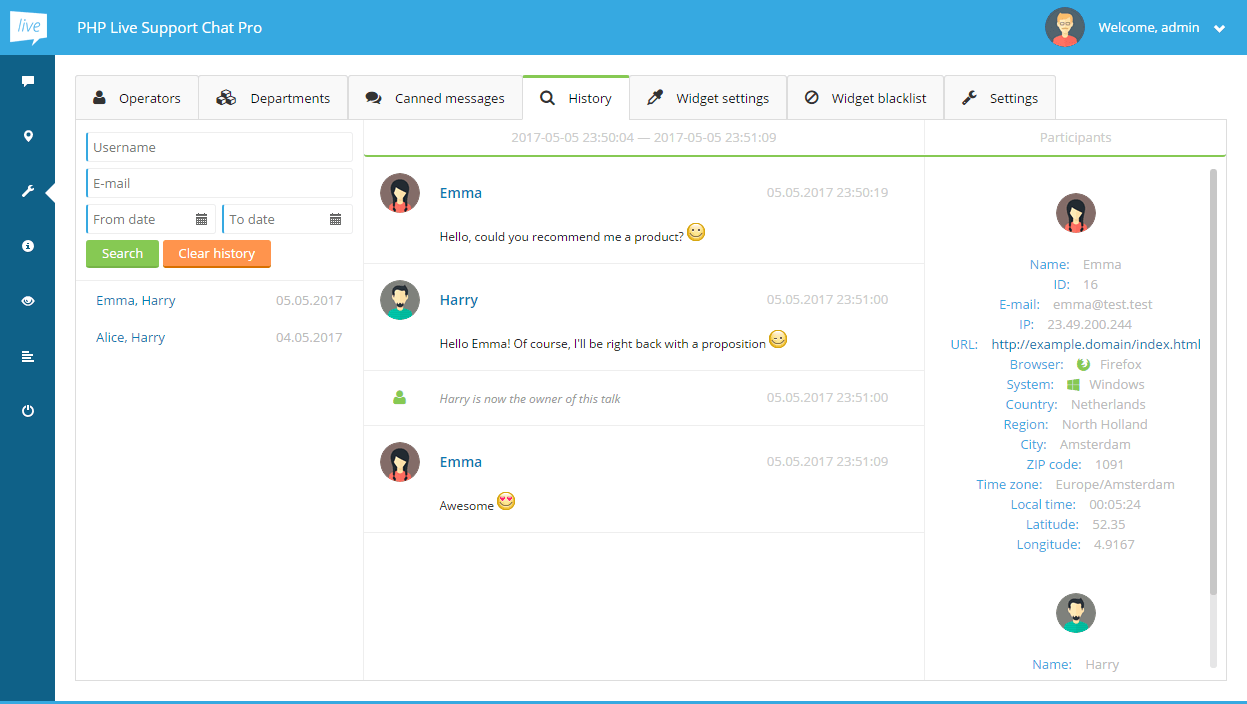 live
PHP Live Support Chat Pro
Welcome, admin
Operators
Departments
Canned messages
History
Widget settings
Widget blacklist
Settings
Username
E-mail
From date
To date
Search
Clear history
Emma, Harry 05.05.2017
Alice, Harry 04.05.2017
2017-05-05 23:50:04 — 2017-05-05 23:51:09
Emma 05.05.2017 23:50:19
Hello, could you recommend me a product?
Harry 05.05.2017 23:51:00
Hello Emma! Of course, I'll be right back with a proposition
Harry is now the owner of this talk 05.05.2017 23:51:00
Emma 05.05.2017 23:51:09
Awesome
Participants
Name: Emma
ID: 16
E-mail: emma@test.test
IP: 23.49.200.244
URL: http://example.domain/index.html
Browser: Firefox
System: Windows
Country: Netherlands
Region: North Holland
City: Amsterdam
ZIP code: 1091
Time zone: Europe/Amsterdam
Local time: 00:05:24
Latitude: 52.35
Longitude: 4.9167
Name: Harry